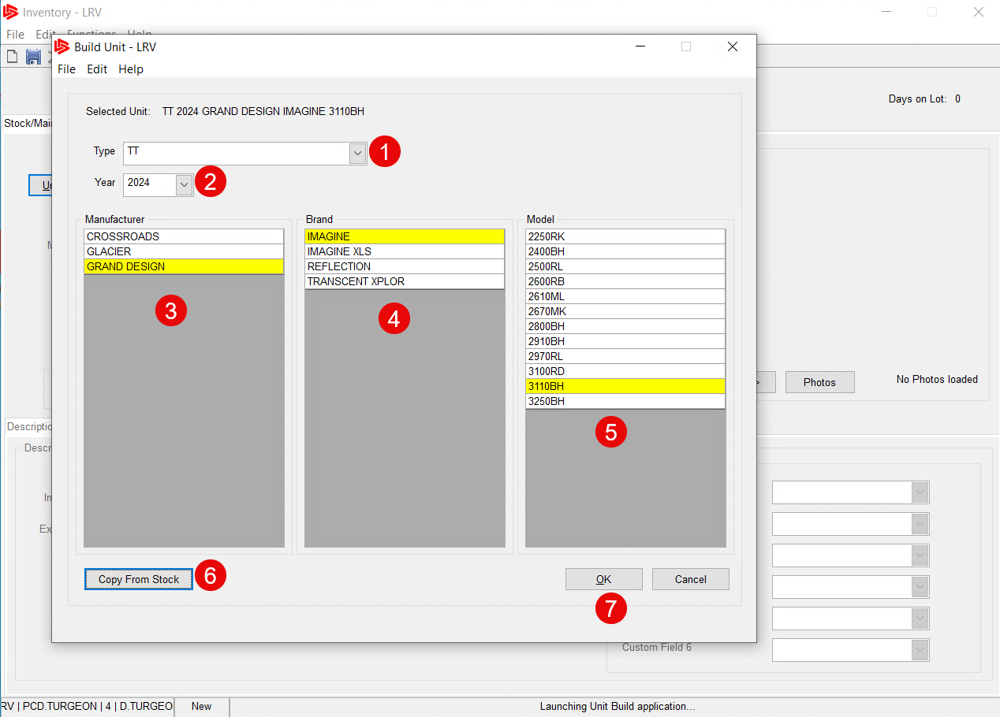 Inventory - LRV
File Edit Functions Help
Build Unit - LRV
File Edit Help
Days on Lot: 0
Selected Unit: TT 2024 GRAND DESIGN IMAGINE 3110BH
Stock/Mai
Type TT 1
Year 2024 2
Manufacturer
CROSSROADS
GLACIER
GRAND DESIGN
3
Brand
IMAGINE
IMAGINE XLS
REFLECTION
TRANSCENT XPLOR
4
Model
2250RK
2400BH
2500RL
2600RB
2610ML
2670MK
2800BH
2910BH
2970RL
3100RD
3110BH
3250BH
5
> Photos No Photos loaded
Descriptio
Descr
In
Ex
Copy From Stock 6
OK Cancel
7
Custom Field 6
RV | PCD.TURGEON | 4 | D.TURGEO New Launching Unit Build application...